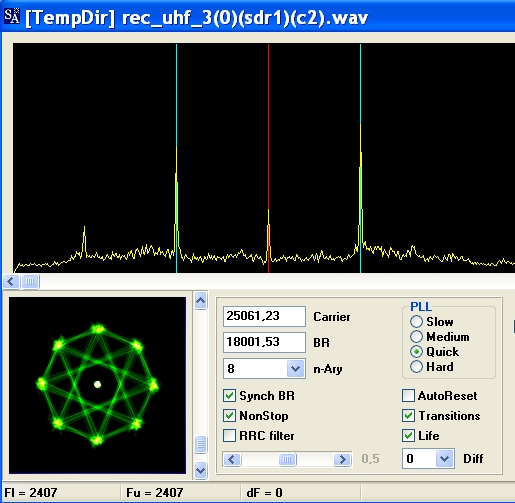 SA [TempDir] rec_uhf_3(0)(sdr1)(c2).wav
25061,23 Carrier
18001,53 BR
8 n-Ary
Synch BR
NonStop
RRC filter
0,5
PLL
Slow
Medium
Quick
Hard
AutoReset
Transitions
Life
0 Diff
Fl = 2407 Fu = 2407 dF = 0